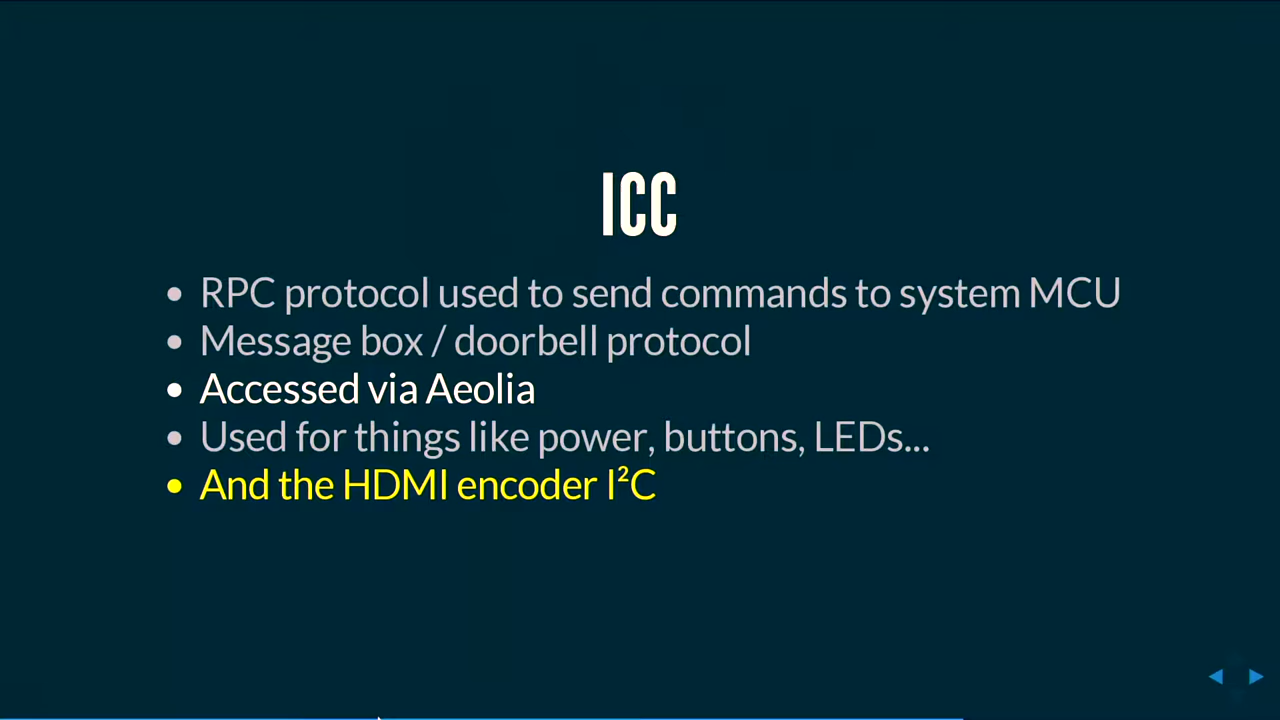 ICC
• RPC protocol used to send commands to system MCU
• Message box / doorbell protocol
• Accessed via Aeolia
• Used for things like power, buttons, LEDs...
• And the HDMI encoder I²C